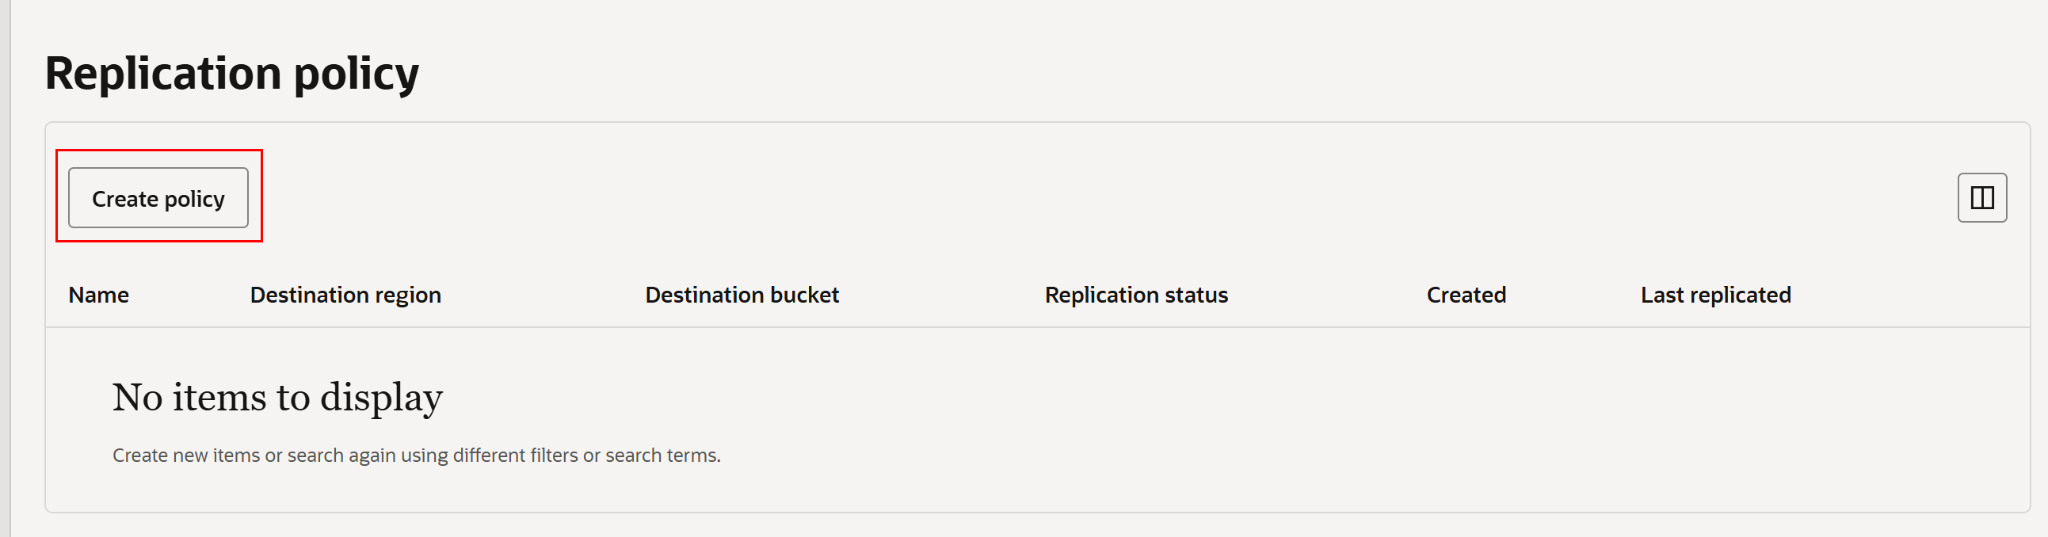 Replication policy
Create policy
Name Destination region Destination bucket Replication status Created Last replicated
No items to display
Create new items or search again using different filters or search terms.